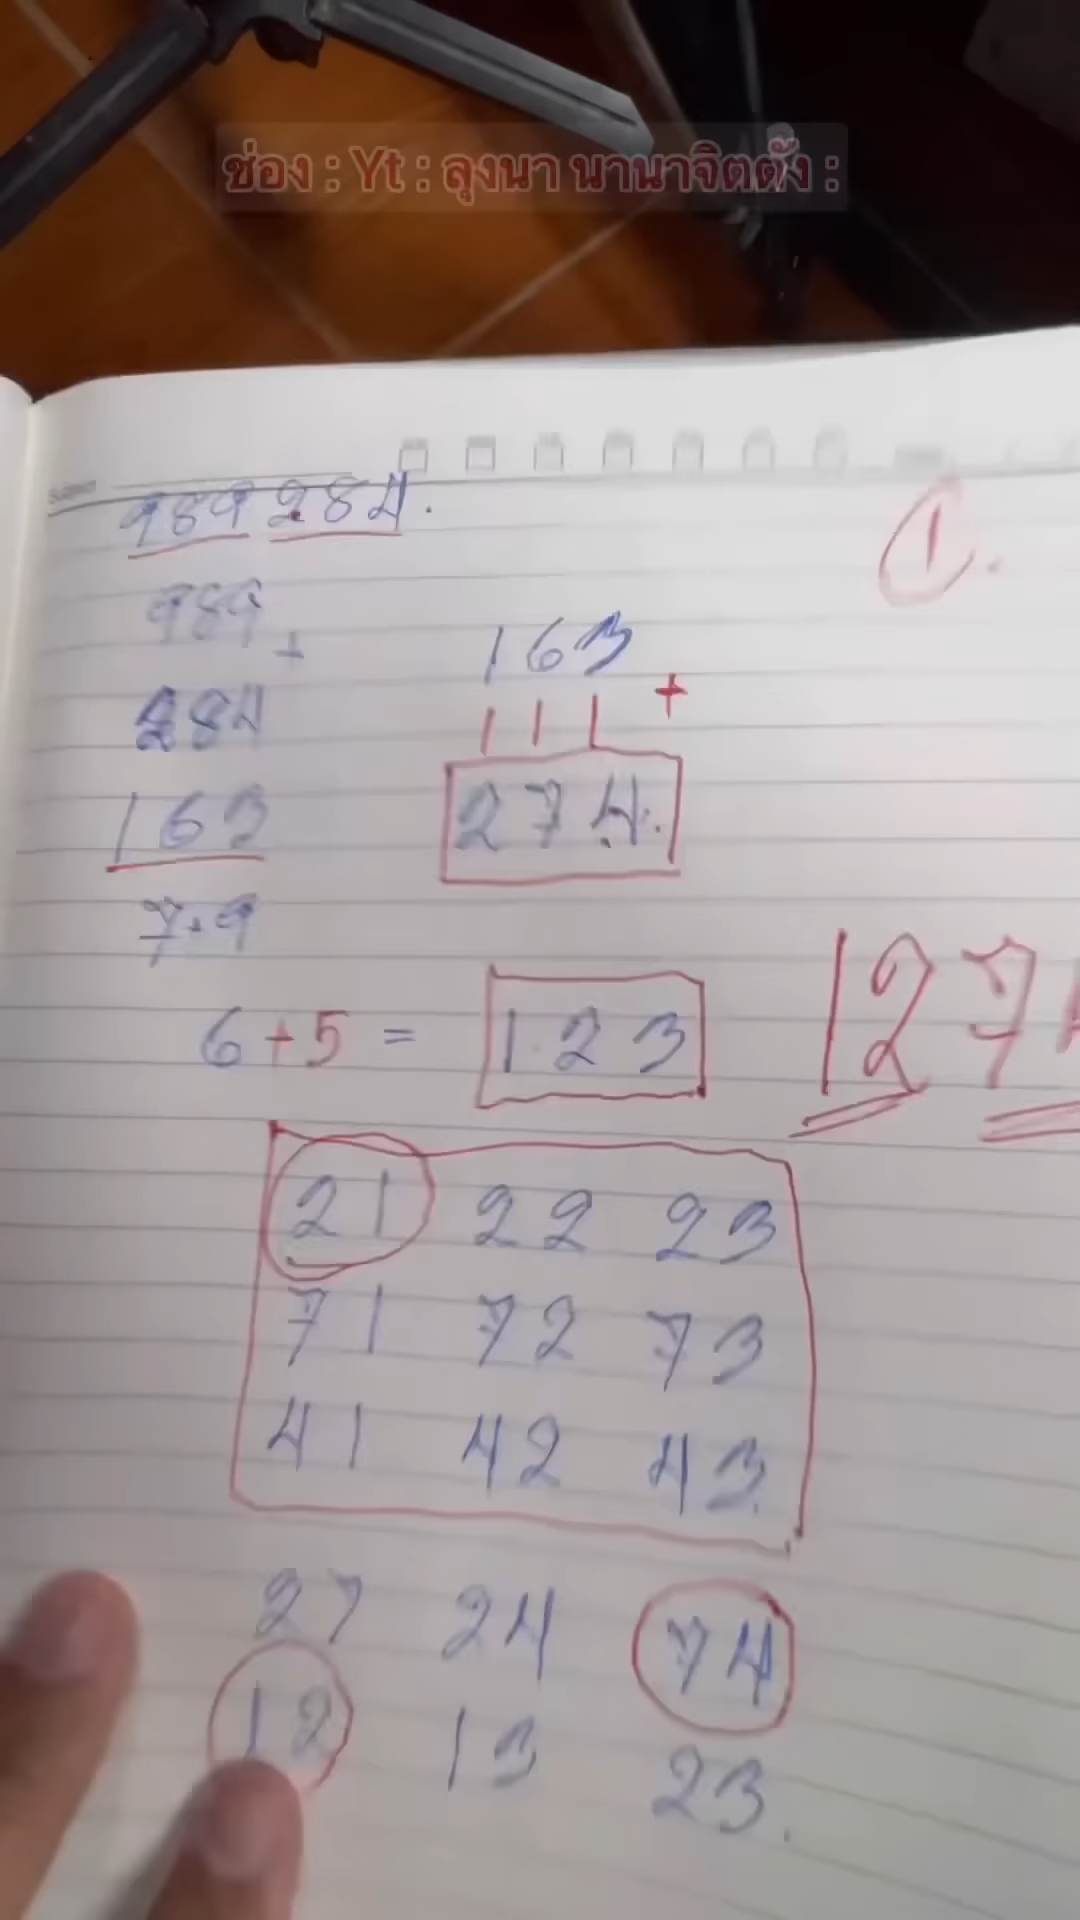 ช่อง : Yt : ลุงนา นานาจิตตั๋ง :
989 284.
1.
989
+
284
163
7.9
163
+
111
274.
6+5 = 123
127
21 22 23
71 72 73
41 42 43
27 24 74
12 13 23.